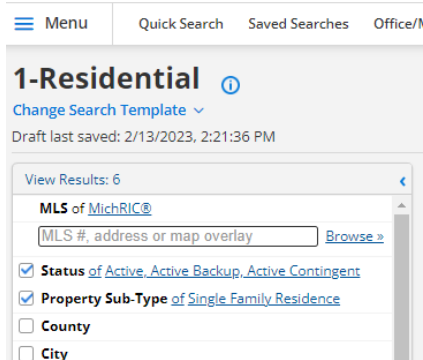 Menu Quick Search Saved Searches Office/
1-Residential
Change Search Template
Draft last saved: 2/13/2023, 2:21:36 PM
View Results: 6
MLS of MichRIC®
MLS #, address or map overlay Browse »
Status of Active, Active Backup, Active Contingent
Property Sub-Type of Single Family Residence
County
City